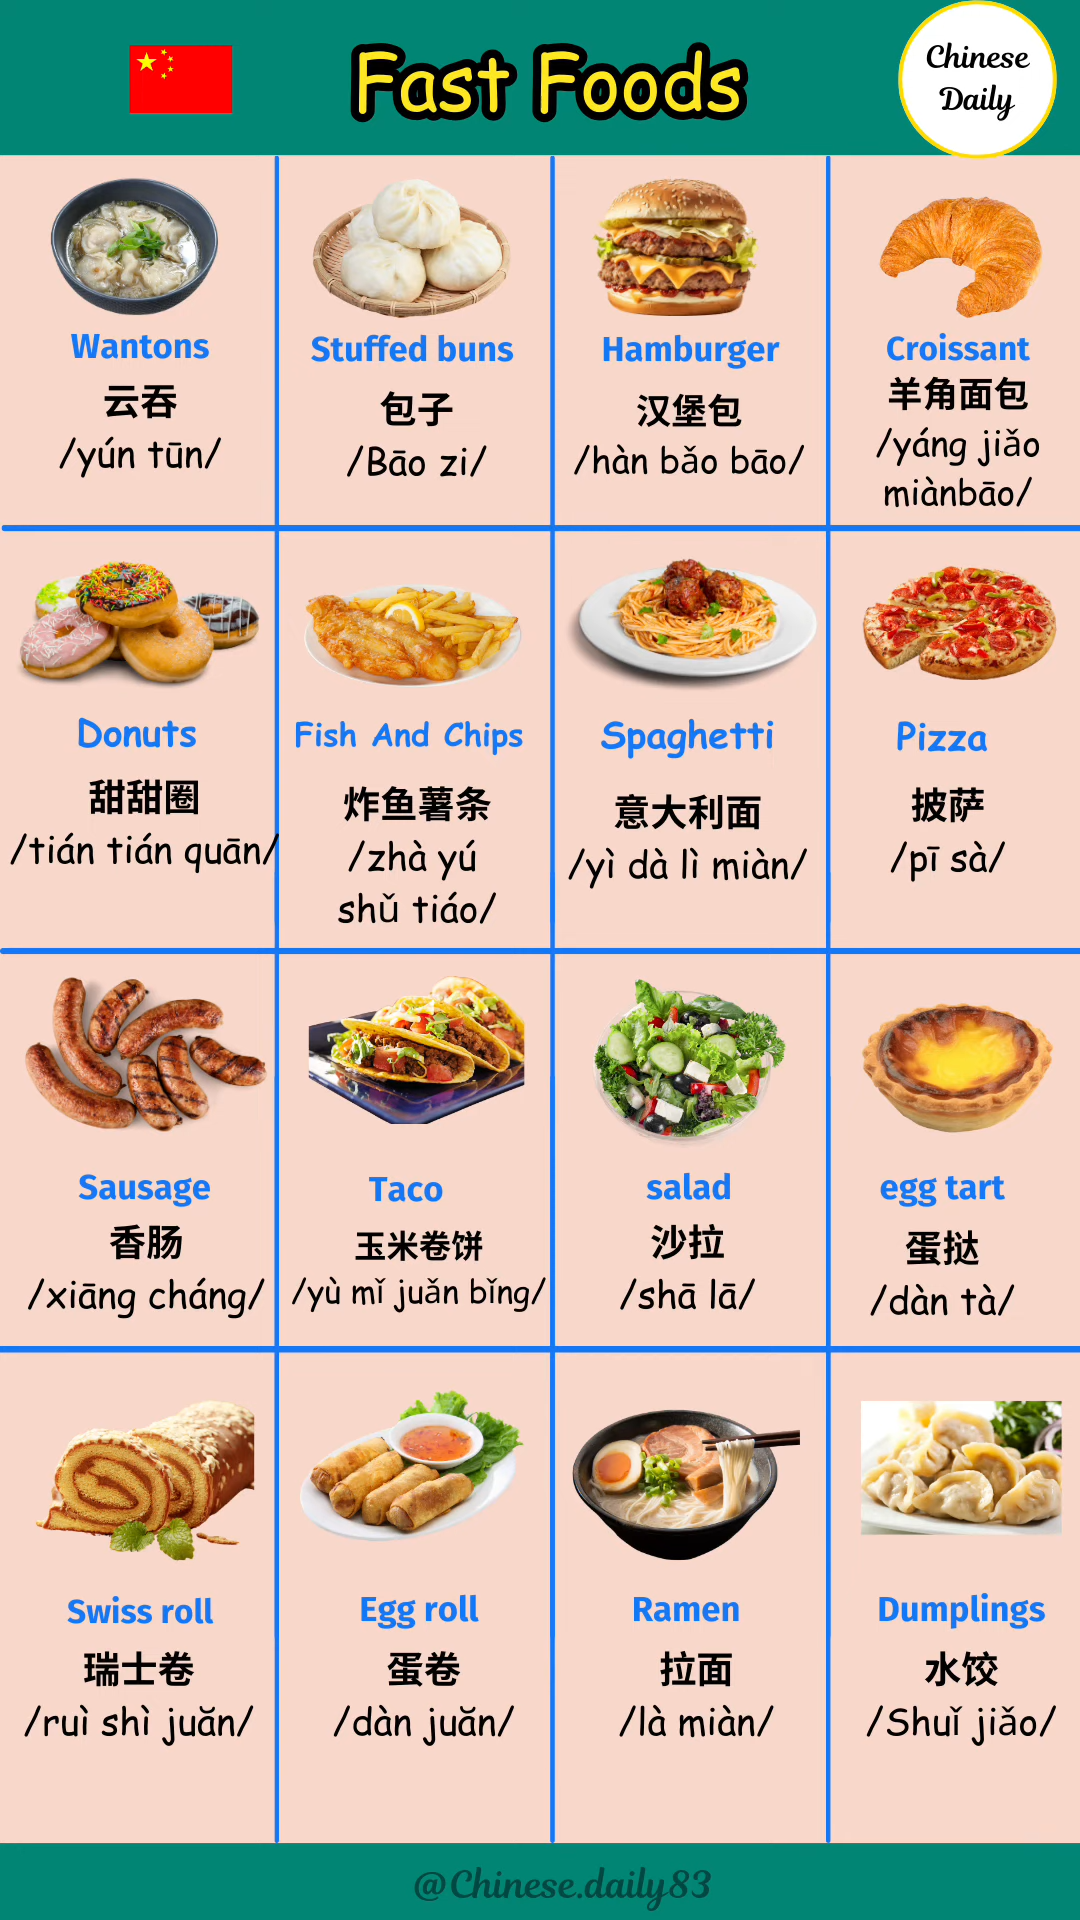 Fast Foods
Chinese
Daily
Wantons
云吞
/yún tūn/
Stuffed buns
包子
/Bāo zi/
Hamburger
汉堡包
/hàn bǎo bāo/
Croissant
羊角面包
/yáng jiǎo
miànbāo/
Donuts
甜甜圈
/tián tián quān/
Fish And Chips
炸鱼薯条
/zhà yú
shǔ tiáo/
Spaghetti
意大利面
/yì dà lì miàn/
Pizza
披萨
/pī sà/
Sausage
香肠
/xiāng cháng/
Taco
玉米卷饼
/yù mǐ juǎn bǐng/
salad
沙拉
/shā lā/
egg tart
蛋挞
/dàn tà/
Swiss roll
瑞士卷
/ruì shì juăn/
Egg roll
蛋卷
/dàn juăn/
Ramen
拉面
/là miàn/
Dumplings
水饺
/Shuǐ jiǎo/
@Chinese.daily83